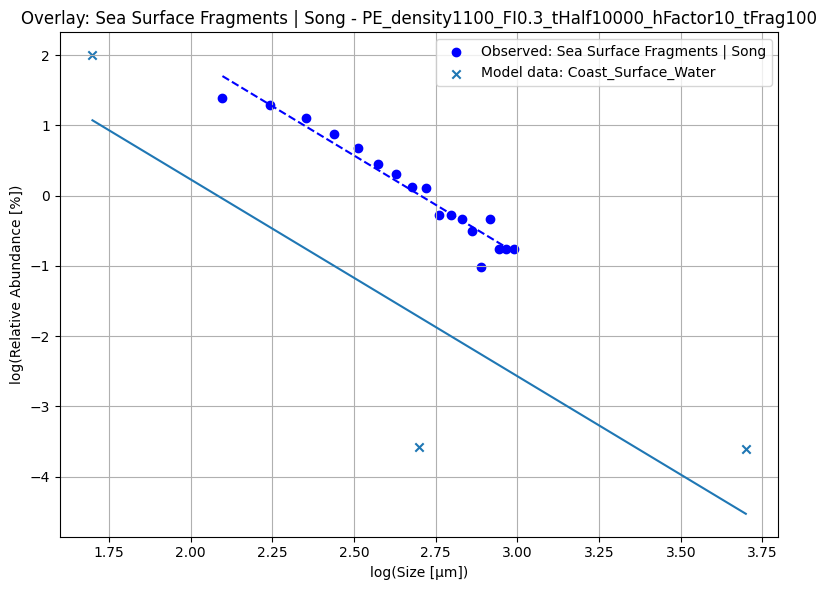 Overlay: Sea Surface Fragments | Song - PE_density1100_FI0.3_tHalf10000_hFactor10_tFrag100
Observed: Sea Surface Fragments | Song
Model data: Coast_Surface_Water
log(Relative Abundance [%])
2
1
0
−1
−2
−3
−4
1.75 2.00 2.25 2.50 2.75 3.00 3.25 3.50 3.75
log(Size [μm])